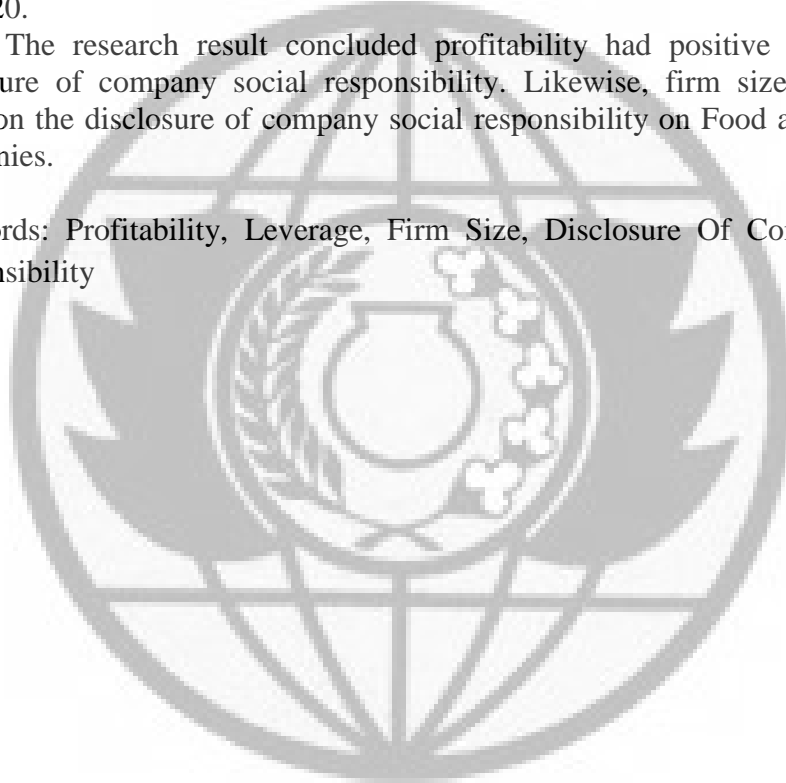 20.
The research result concluded profitability had positive
ure of company social responsibility. Likewise, firm size
on the disclosure of company social responsibility on Food a
nies.
rds: Profitability, Leverage, Firm Size, Disclosure Of Co
nsibility